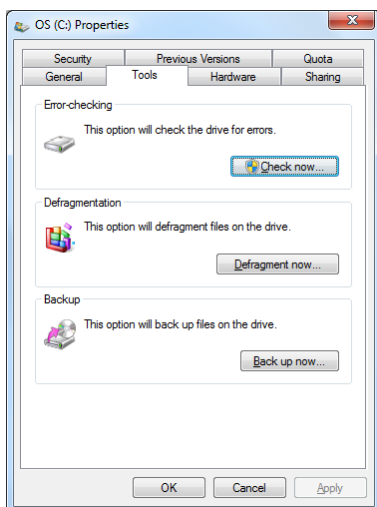 OS (C:) Properties
Security Previous Versions Quota
General Tools Hardware Sharing
Error-checking
This option will check the drive for errors.
Check now...
Defragmentation
This option will defragment files on the drive.
Defragment now...
Backup
This option will back up files on the drive.
Back up now...
OK Cancel Apply